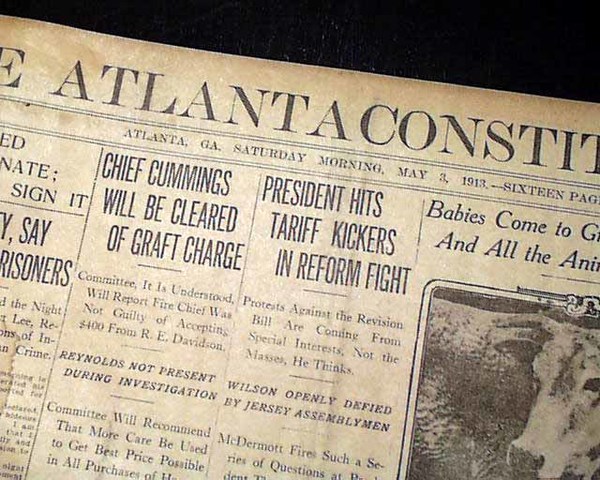 E ATLANTA CONSTIT
ATLANTA, GA. SATURDAY MORNING, MAY 3, 1913.—SIXTEEN PAG
ED
NATE;
SIGN IT
Y, SAY
RISONERS
d the Night
Lee, Re-
ons of In-
Crime.
CHIEF CUMMINGS
WILL BE CLEARED
OF GRAFT CHARGE
Committee, It Is Understood,
Will Report Fire Chief Was
Not Guilty of Accepting
$400 From R. E. Davidson.
REYNOLDS NOT PRESENT
DURING INVESTIGATION
Committee Will Recommend
That More Care Be Used
to Get Best Price Possible
in All Purchases of
PRESIDENT HITS
TARIFF KICKERS
IN REFORM FIGHT
Protests Against the Revision
Bill Are Coming From
Special Interests, Not the
Masses, He Thinks.
WILSON OPENLY DEFIED
BY JERSEY ASSEMBLYMEN
McDermott Fires Such a Se-
ries of Questions at
Babies Come to G
And All the Ani